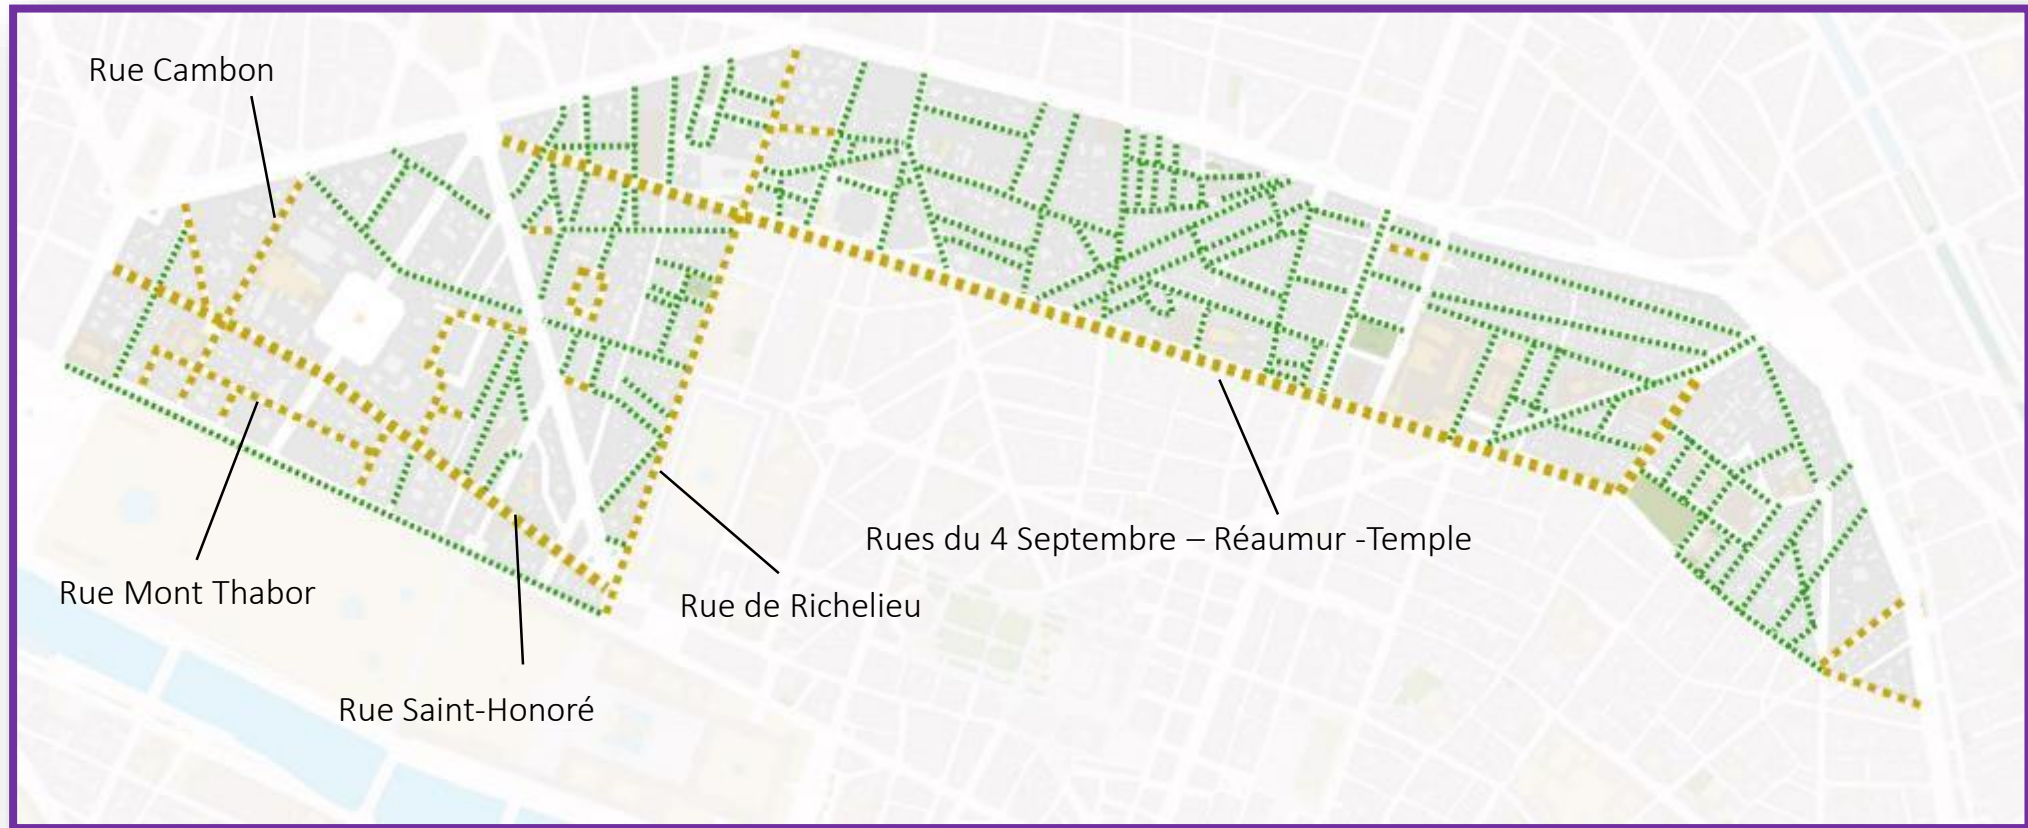 Rue Cambon
Rues du 4 Septembre – Réaumur -Temple
Rue Mont Thabor
Rue de Richelieu
Rue Saint-Honoré